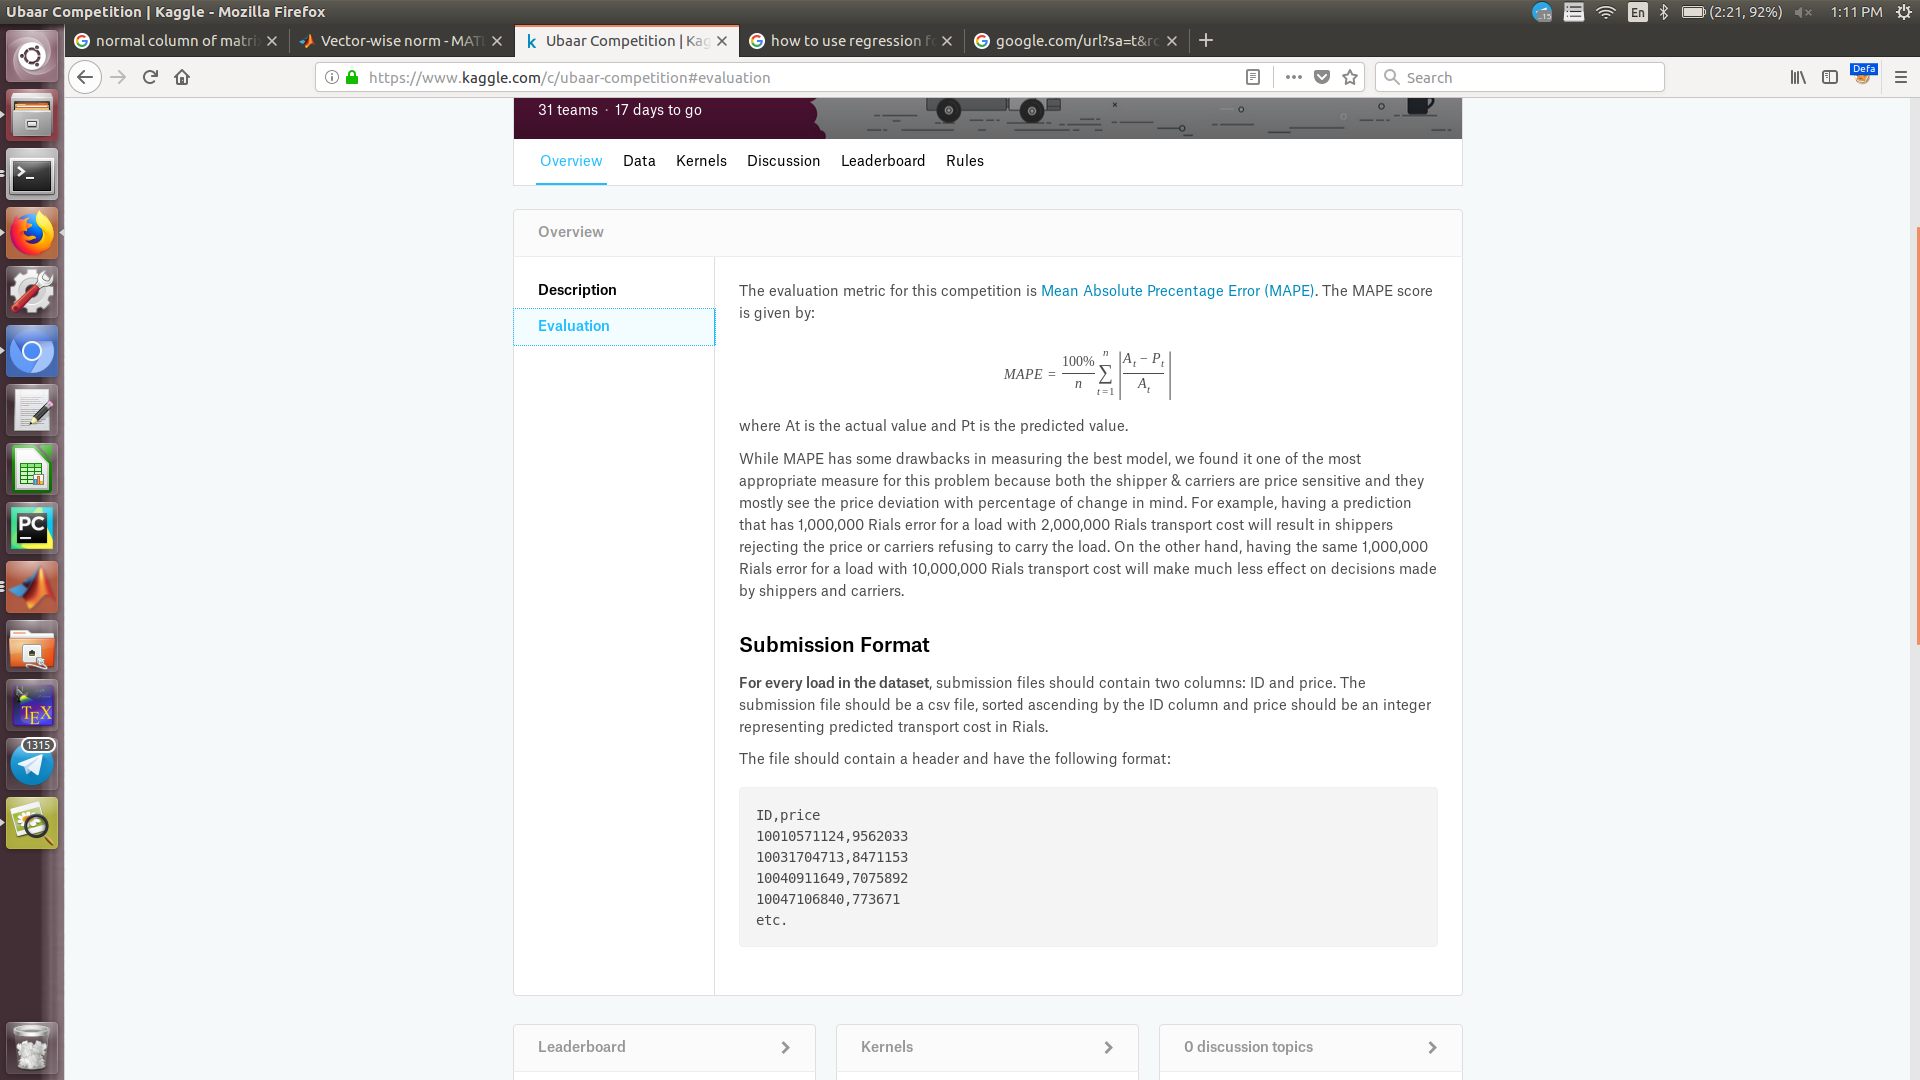 Ubaar Competition | Kaggle - Mozilla Firefox
15
En
(2:21, 92%)
1:11 PM
normal column of matri
Vector-wise norm - MAT
Ubaar Competition | Kag
how to use regression f
google.com/url?sa=t&rc
https://www.kaggle.com/c/ubaar-competition#evaluation
Search
Defa
31 teams · 17 days to go
Overview
Data
Kernels
Discussion
Leaderboard
Rules
Overview
Description
Evaluation
The evaluation metric for this competition is Mean Absolute Precentage Error (MAPE). The MAPE score
is given by:
MAPE = 100%/n ∑_{t=1}^{n} |(A_t − P_t)/A_t|
where At is the actual value and Pt is the predicted value.
While MAPE has some drawbacks in measuring the best model, we found it one of the most
appropriate measure for this problem because both the shipper & carriers are price sensitive and they
mostly see the price deviation with percentage of change in mind. For example, having a prediction
that has 1,000,000 Rials error for a load with 2,000,000 Rials transport cost will result in shippers
rejecting the price or carriers refusing to carry the load. On the other hand, having the same 1,000,000
Rials error for a load with 10,000,000 Rials transport cost will make much less effect on decisions made
by shippers and carriers.
Submission Format
For every load in the dataset, submission files should contain two columns: ID and price. The
submission file should be a csv file, sorted ascending by the ID column and price should be an integer
representing predicted transport cost in Rials.
The file should contain a header and have the following format:
ID,price
10010571124,9562033
10031704713,8471153
10040911649,7075892
10047106840,773671
etc.
Leaderboard
Kernels
0 discussion topics
PC
TEX
1315